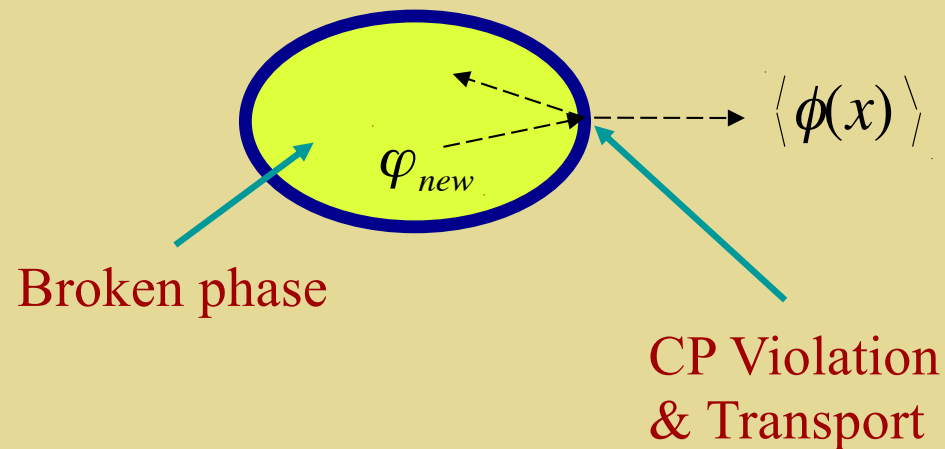 ⟨ϕ(x)⟩
φ_new
Broken phase
CP Violation
& Transport